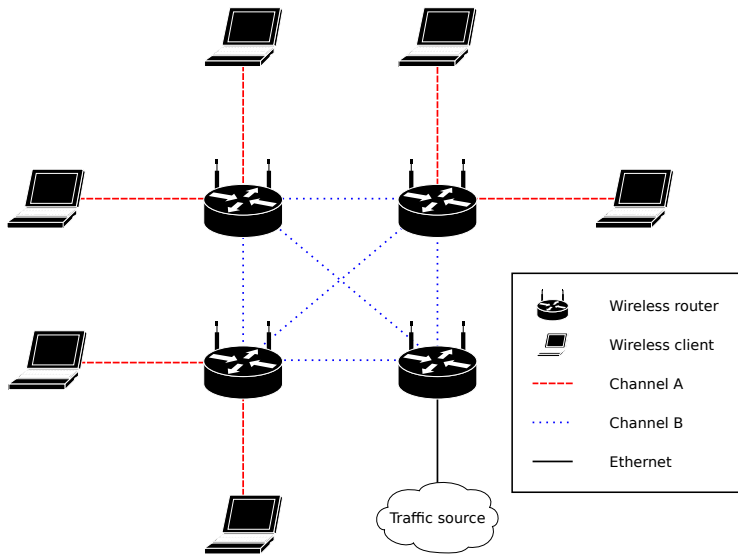 Wireless router
Wireless client
Channel A
Channel B
Ethernet
Traffic source